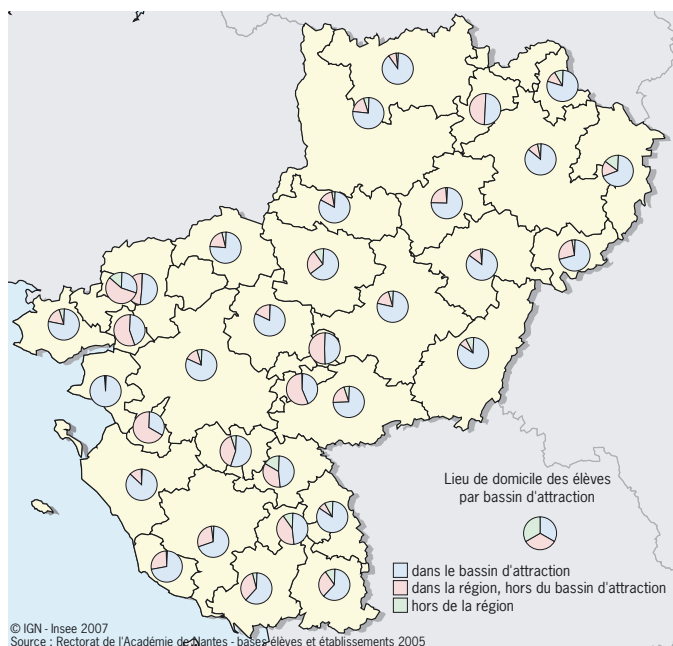 Lieu de domicile des élèves
par bassin d'attraction
dans le bassin d'attraction
dans la région, hors du bassin d'attraction
hors de la région
© IGN - Insee 2007
Source : Rectorat de l'Académie de Nantes - bases élèves et établissements 2005